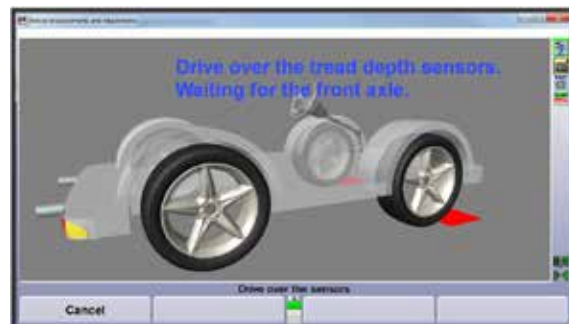 Drive over the tread depth sensors.
Waiting for the front axle.
Drive over the sensors
Cancel